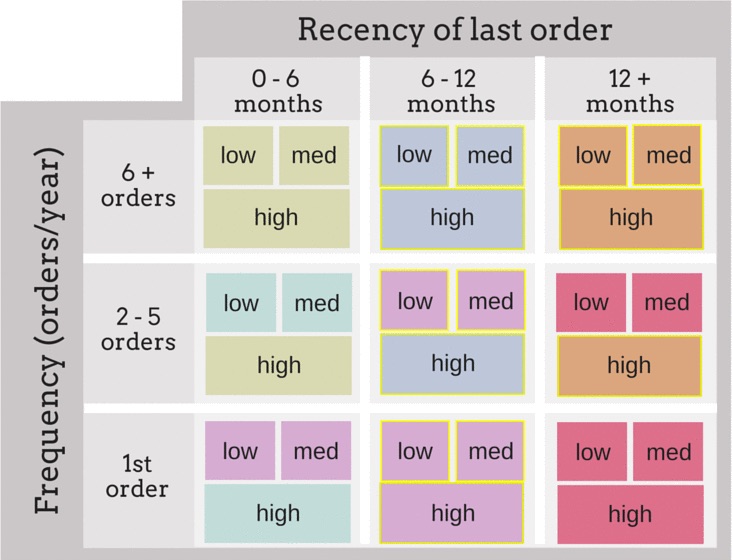 Recency of last order
0 - 6
months
6 - 12
months
12 +
months
Frequency (orders/year)
6 +
orders
low med
high
low med
high
low med
high
2 - 5
orders
low med
high
low med
high
low med
high
1st
order
low med
high
low med
high
low med
high